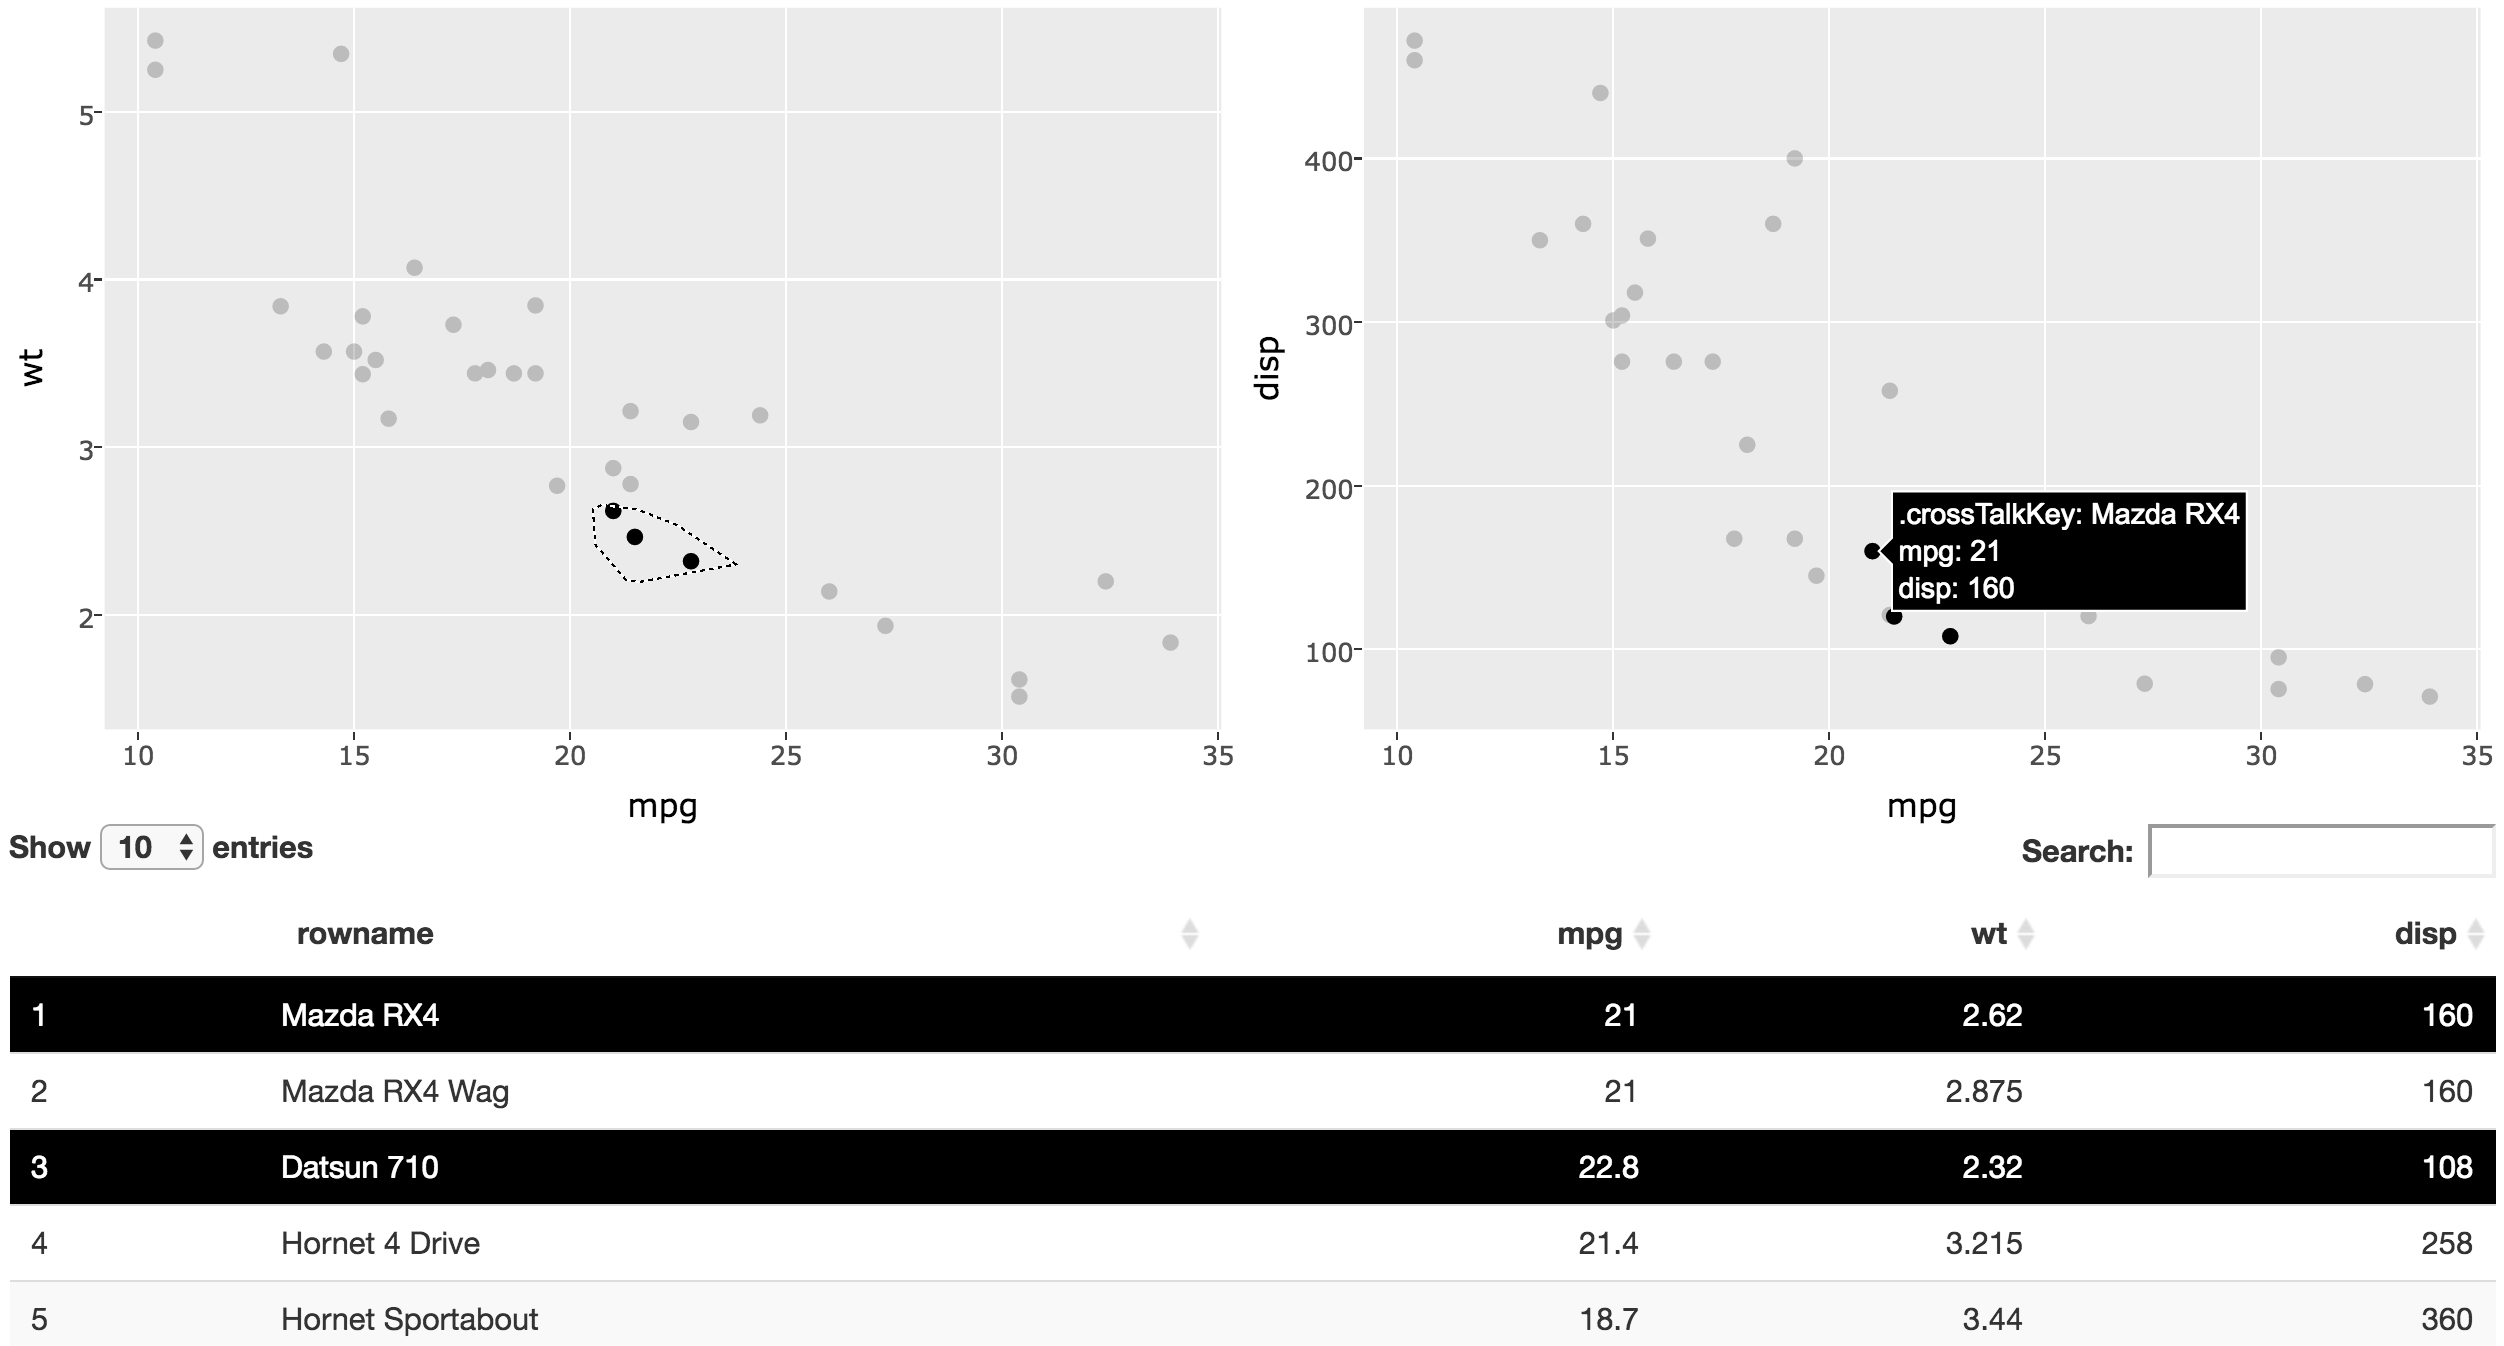 5
4
3
2
wt
10 15 20 25 30 35
mpg
400
300
200
100
disp
.crossTalkKey: Mazda RX4
mpg: 21
disp: 160
10 15 20 25 30 35
mpg
Show 10 entries
Search:
rowname mpg wt disp
1 Mazda RX4 21 2.62 160
2 Mazda RX4 Wag 21 2.875 160
3 Datsun 710 22.8 2.32 108
4 Hornet 4 Drive 21.4 3.215 258
5 Hornet Sportabout 18.7 3.44 360